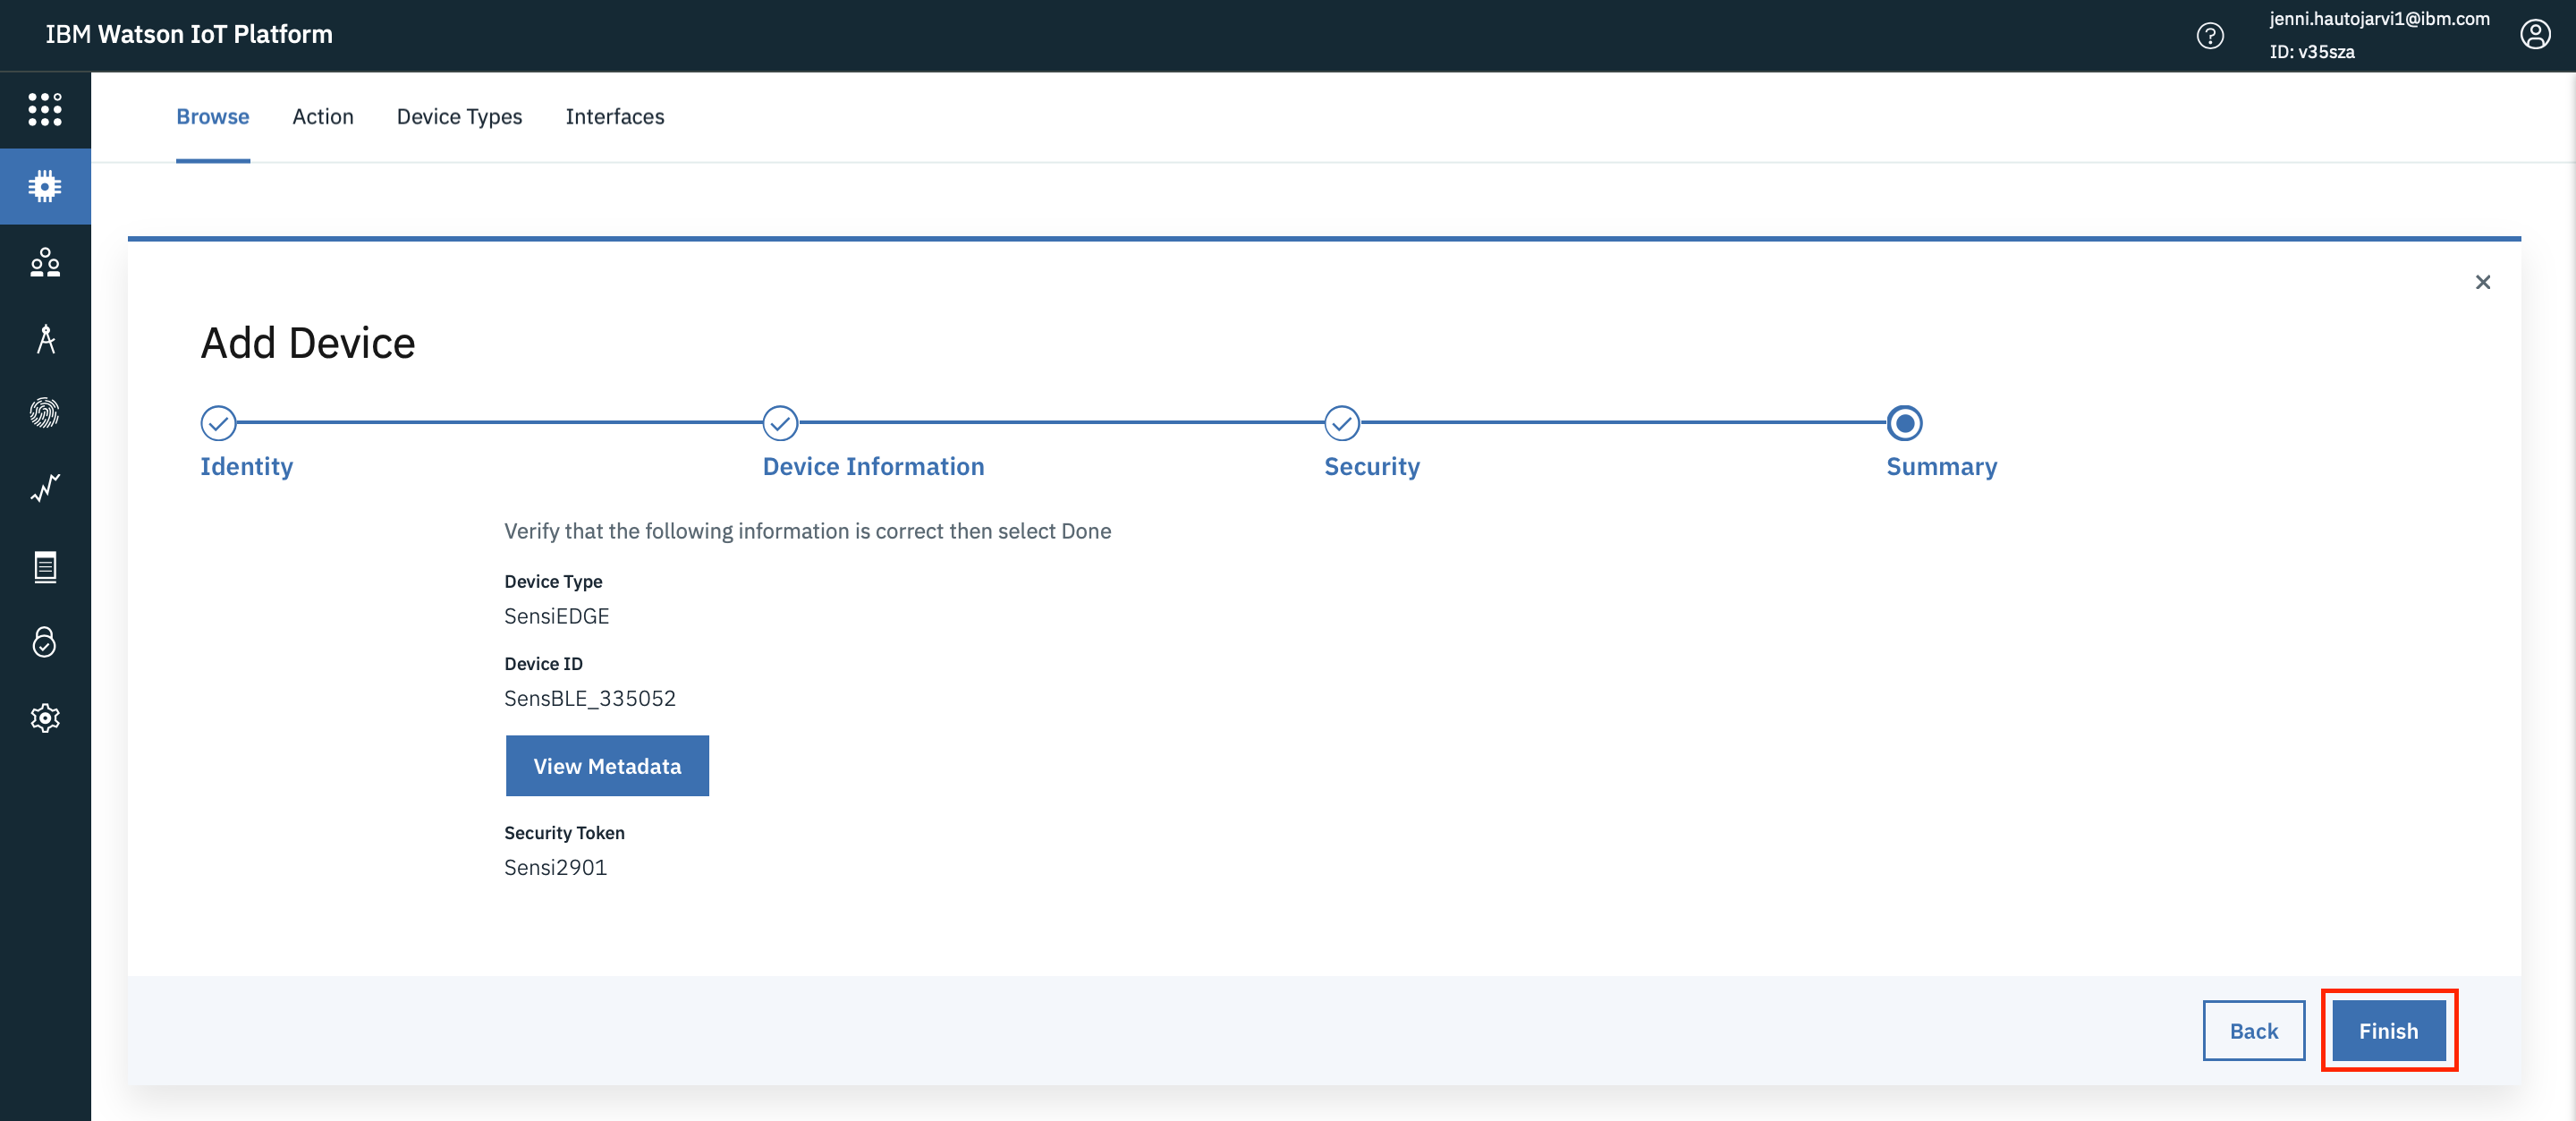 IBM Watson IoT Platform
jenni.hautojarvi1@ibm.com
ID: v35sza
Browse
Action
Device Types
Interfaces
Add Device
Identity
Device Information
Security
Summary
Verify that the following information is correct then select Done
Device Type
SensiEDGE
Device ID
SensBLE_335052
View Metadata
Security Token
Sensi2901
Back
Finish